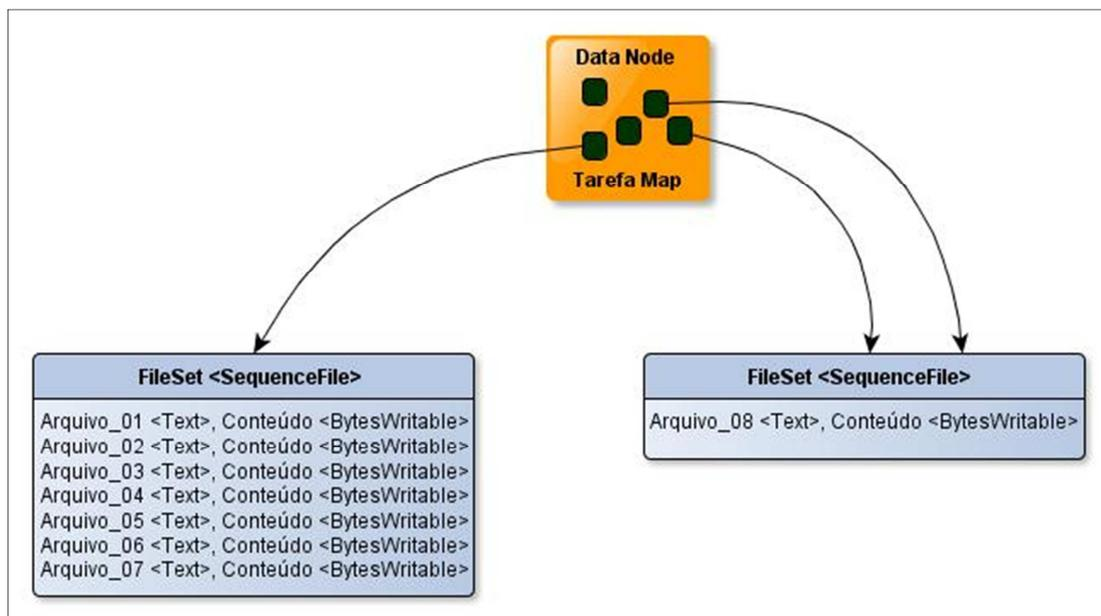 Data Node
Tarefa Map
FileSet <SequenceFile>
Arquivo_01 <Text>, Conteúdo <BytesWritable>
Arquivo_02 <Text>, Conteúdo <BytesWritable>
Arquivo_03 <Text>, Conteúdo <BytesWritable>
Arquivo_04 <Text>, Conteúdo <BytesWritable>
Arquivo_05 <Text>, Conteúdo <BytesWritable>
Arquivo_06 <Text>, Conteúdo <BytesWritable>
Arquivo_07 <Text>, Conteúdo <BytesWritable>
FileSet <SequenceFile>
Arquivo_08 <Text>, Conteúdo <BytesWritable>